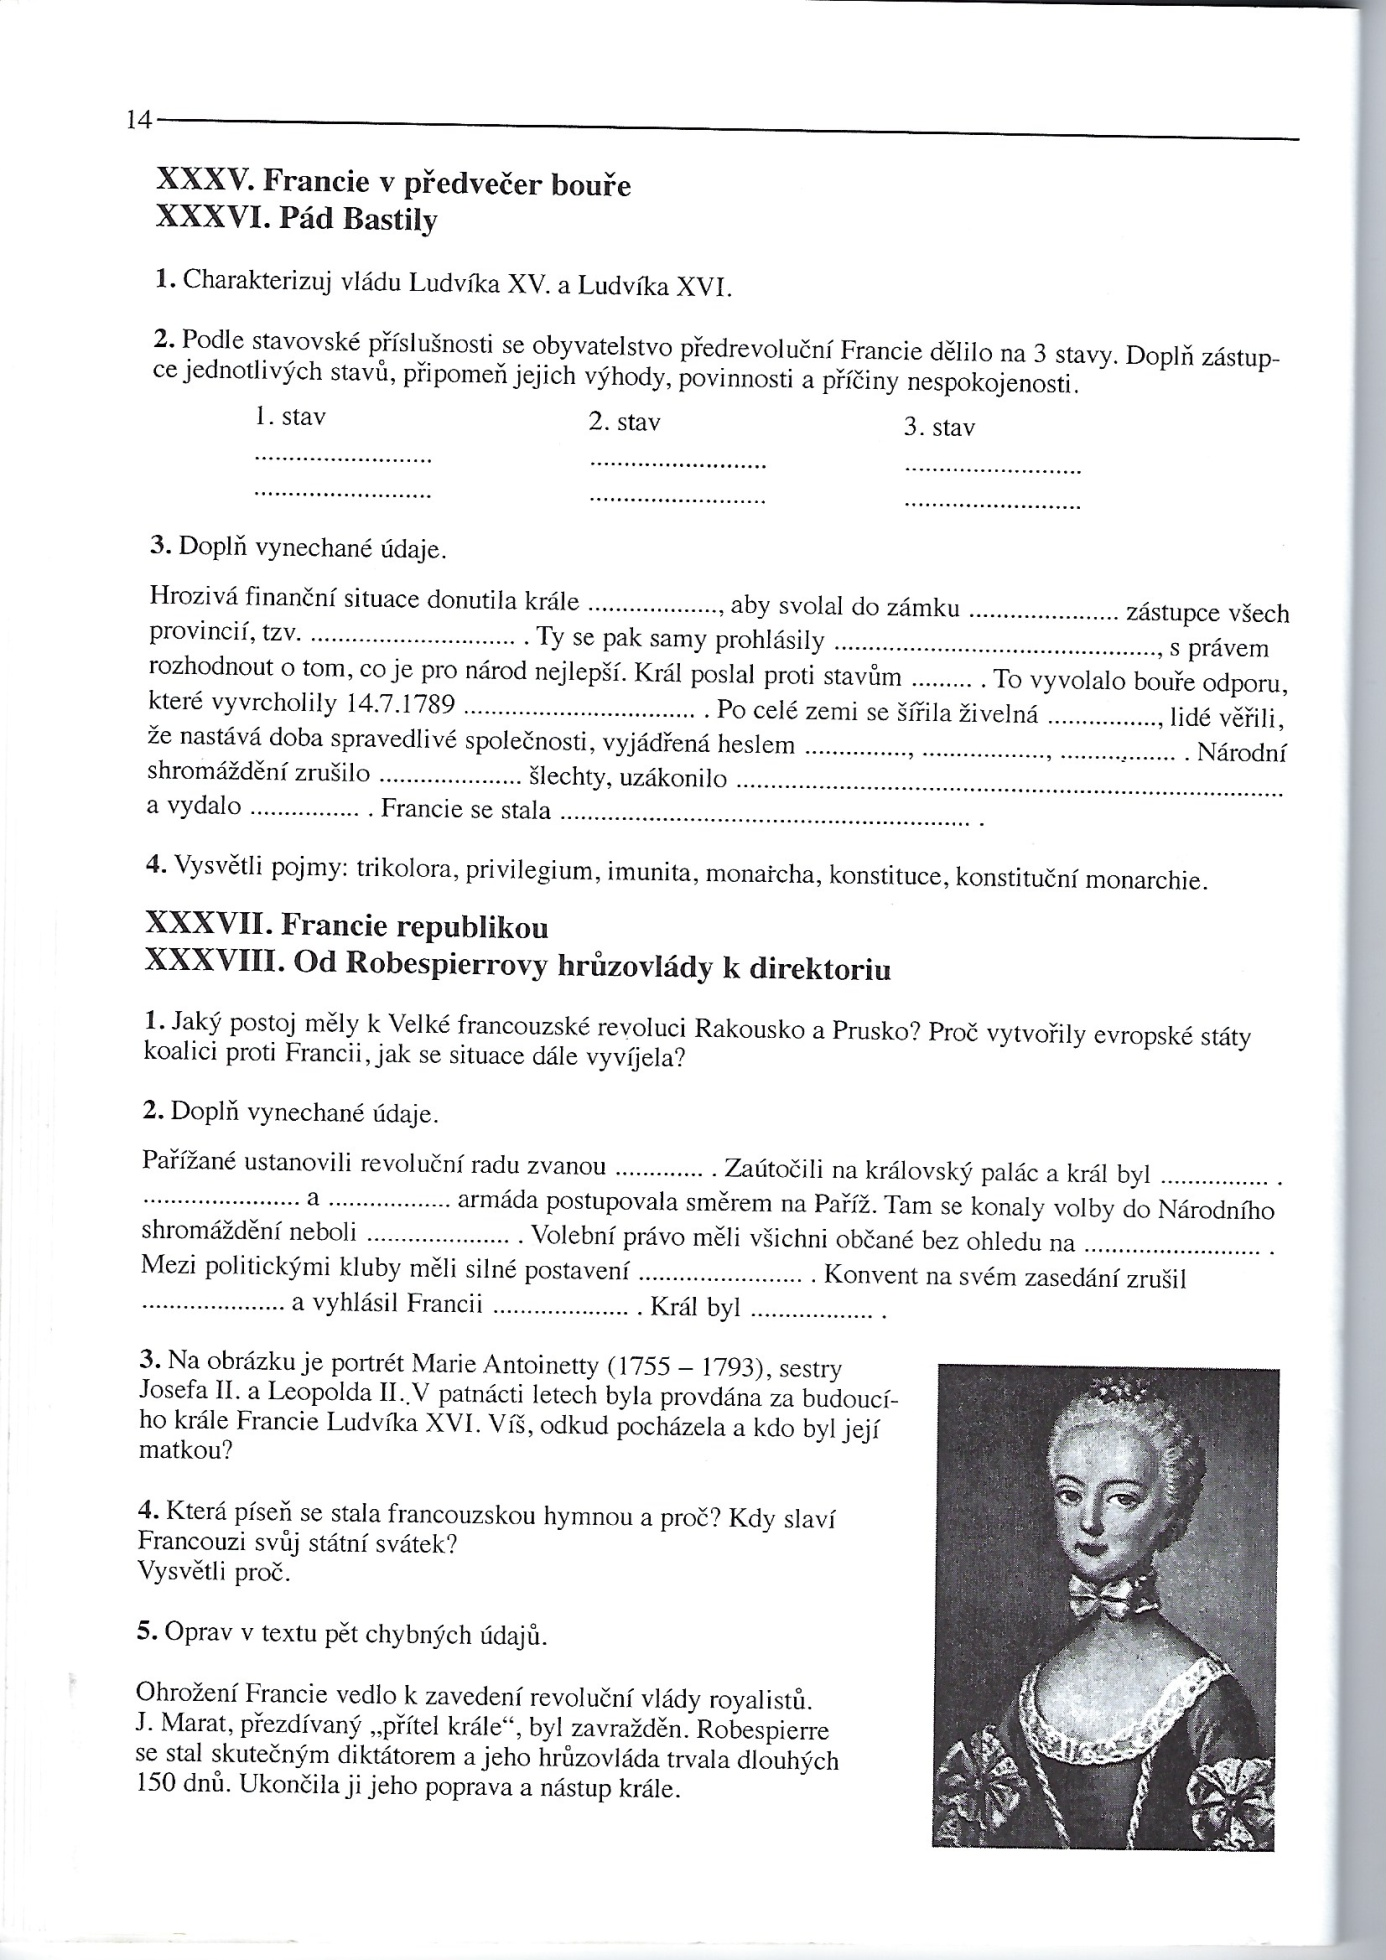 14
XXXV. Francie v předvečer bouře
XXXVI. Pád Bastily
1. Charakterizuj vládu Ludvíka XV. a Ludvíka XVI.
2. Podle stavovské příslušnosti se obyvatelstvo předrevoluční Francie dělilo na 3 stavy. Doplň zástup-
ce jednotlivých stavů, připomeň jejich výhody, povinnosti a příčiny nespokojenosti.
1. stav 2. stav 3. stav
.......................... .......................... ..........................
.......................... .......................... ..........................
3. Doplň vynechané údaje.
Hrozivá finanční situace donutila krále ..................., aby svolal do zámku ...................... zástupce všech
provincií, tzv. .............................. . Ty se pak samy prohlásily ..............................................., s právem
rozhodnout o tom, co je pro národ nejlepší. Král poslal proti stavům ......... . To vyvolalo bouře odporu,
které vyvrcholily 14.7.1789 .................................. . Po celé zemi se šířila živelná ................, lidé věřili,
že nastává doba spravedlivé společnosti, vyjádřená heslem ..............., .................., ................. . Národní
shromáždění zrušilo ..................... šlechty, uzákonilo ................................................................................
a vydalo ................ . Francie se stala ............................................................ .
4. Vysvětli pojmy: trikolora, privilegium, imunita, monarcha, konstituce, konstituční monarchie.
XXXVII. Francie republikou
XXXVIII. Od Robespierrovy hrůzovlády k direktoriu
1. Jaký postoj měly k Velké francouzské revoluci Rakousko a Prusko? Proč vytvořily evropské státy
koalici proti Francii, jak se situace dále vyvíjela?
2. Doplň vynechané údaje.
Pařížané ustanovili revoluční radu zvanou ............. . Zaútočili na královský palác a král byl ................ .
....................... a .................. armáda postupovala směrem na Paříž. Tam se konaly volby do Národního
shromáždění neboli ..................... . Volební právo měli všichni občané bez ohledu na .......................... .
Mezi politickými kluby měli silné postavení ........................ . Konvent na svém zasedání zrušil
..................... a vyhlásil Francii .................... . Král byl .................. .
3. Na obrázku je portrét Marie Antoinetty (1755 – 1793), sestry
Josefa II. a Leopolda II. V patnácti letech byla provdána za budoucí-
ho krále Francie Ludvíka XVI. Víš, odkud pocházela a kdo byl její
matkou?
4. Která píseň se stala francouzskou hymnou a proč? Kdy slaví
Francouzi svůj státní svátek?
Vysvětli proč.
5. Oprav v textu pět chybných údajů.
Ohrožení Francie vedlo k zavedení revoluční vlády royalistů.
J. Marat, přezdívaný „přítel krále“, byl zavražděn. Robespierre
se stal skutečným diktátorem a jeho hrůzovláda trvala dlouhých
150 dnů. Ukončila ji jeho poprava a nástup krále.